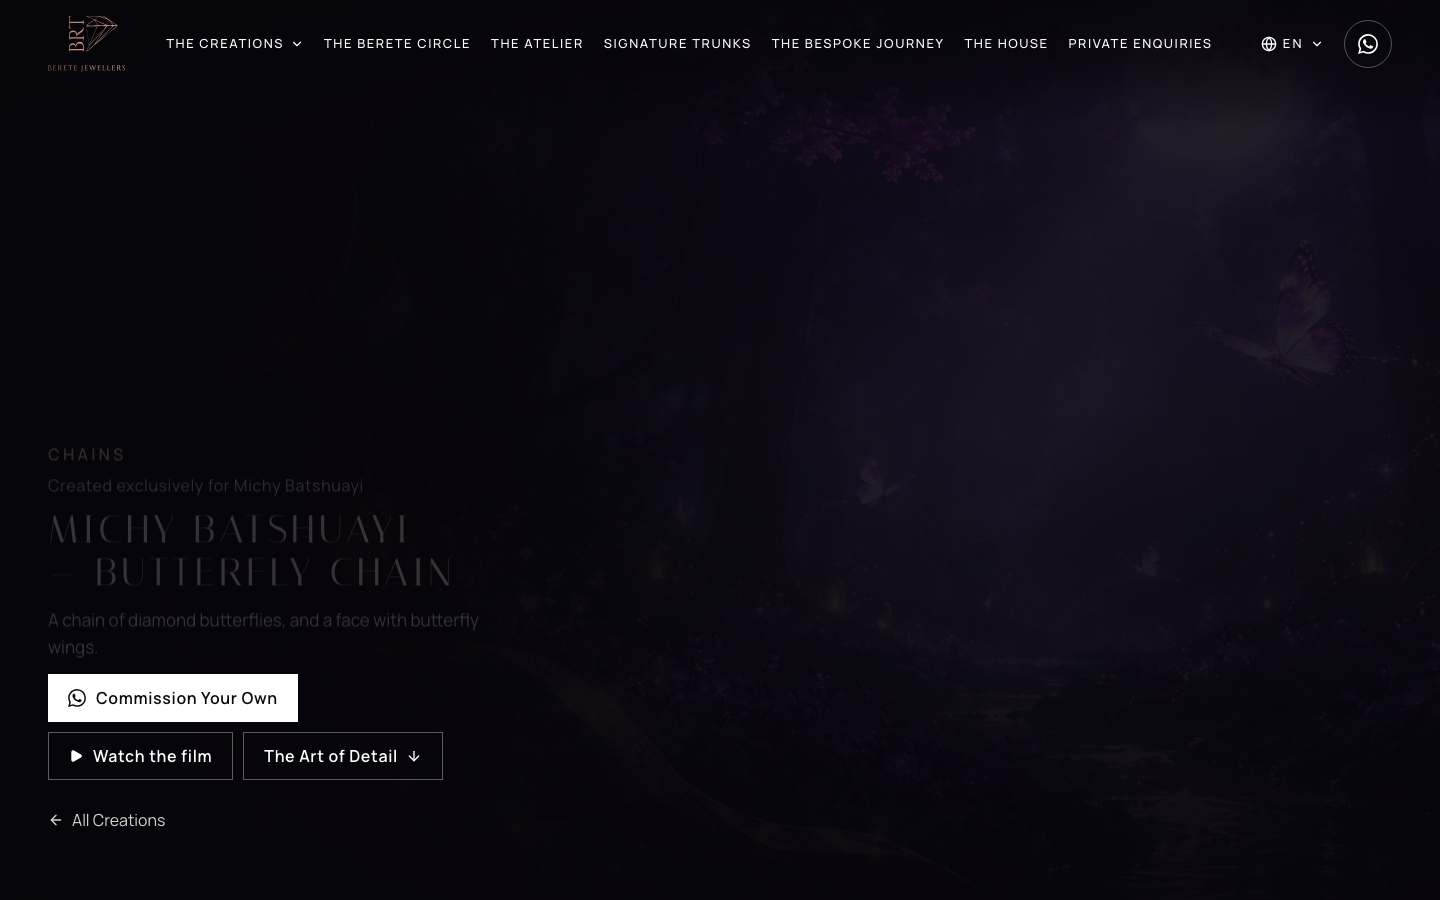 BRT
BERETE JEWELLERS
THE CREATIONS
THE BERETE CIRCLE
THE ATELIER
SIGNATURE TRUNKS
THE BESPOKE JOURNEY
THE HOUSE
PRIVATE ENQUIRIES
EN
CHAINS
Created exclusively for Michy Batshuayi
MICHY BATSHUAYI
— BUTTERFLY CHAIN
A chain of diamond butterflies, and a face with butterfly
wings.
Commission Your Own
Watch the film
The Art of Detail
All Creations